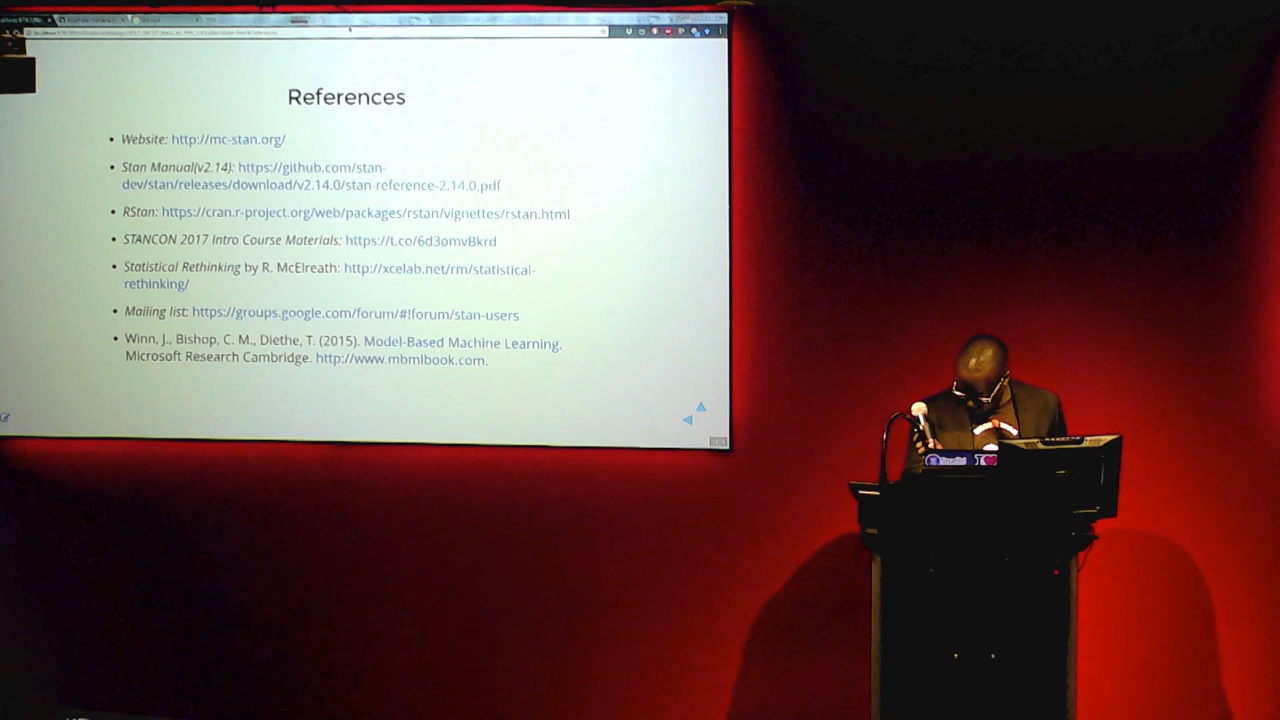 References
Website: http://mc-stan.org/
Stan Manual(v2.14): https://github.com/stan-
dev/stan/releases/download/v2.14.0/stan-reference-2.14.0.pdf
RStan: https://cran.r-project.org/web/packages/rstan/vignettes/rstan.html
STANCON 2017 Intro Course Materials: https://t.co/6d3omvBkrd
Statistical Rethinking by R. McElreath: http://xcelab.net/rm/statistical-
rethinking/
Mailing list: https://groups.google.com/forum/#!forum/stan-users
Winn, J., Bishop, C. M., Diethe, T. (2015). Model-Based Machine Learning.
Microsoft Research Cambridge. http://www.mbmlbook.com.
I